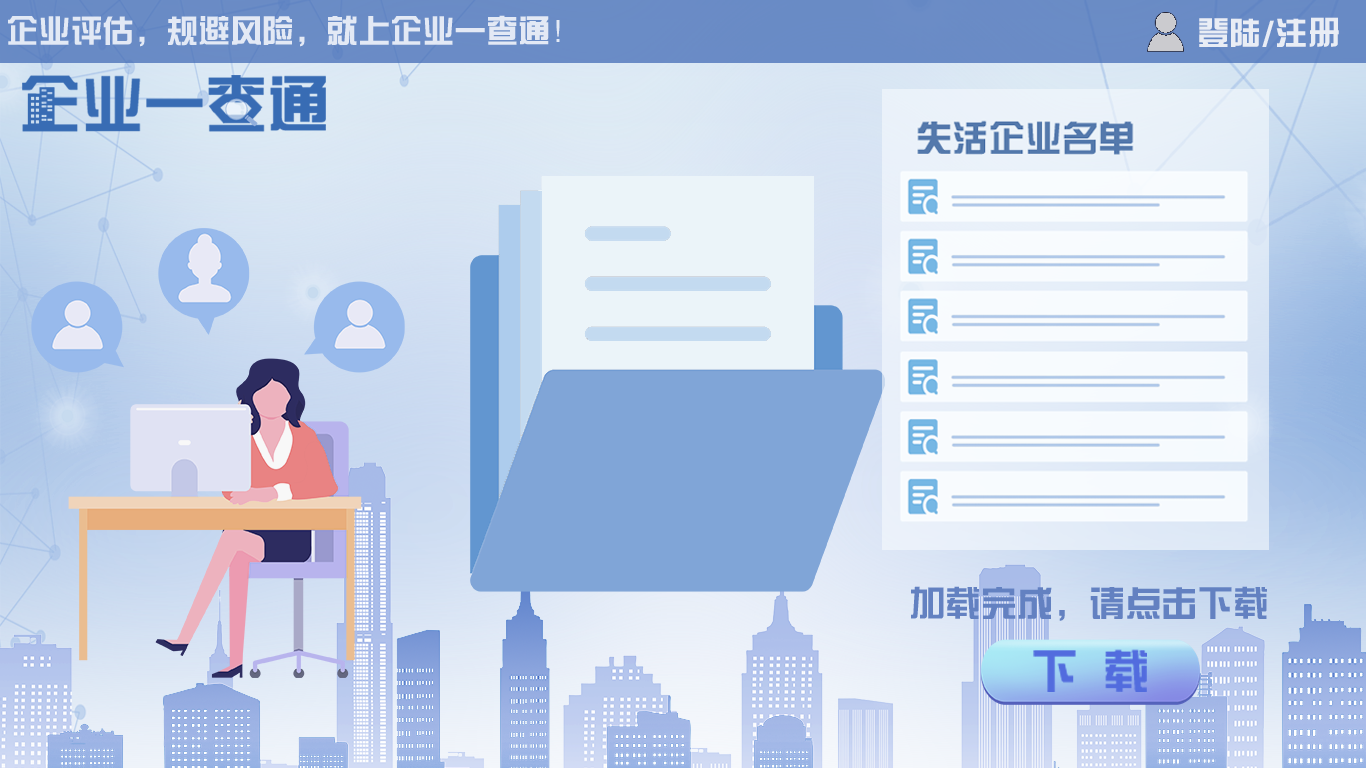 企业评估，规避风险，就上企业一查通！
登陆/注册
企业一查通
失活企业名单
加载完成，请点击下载
下 载